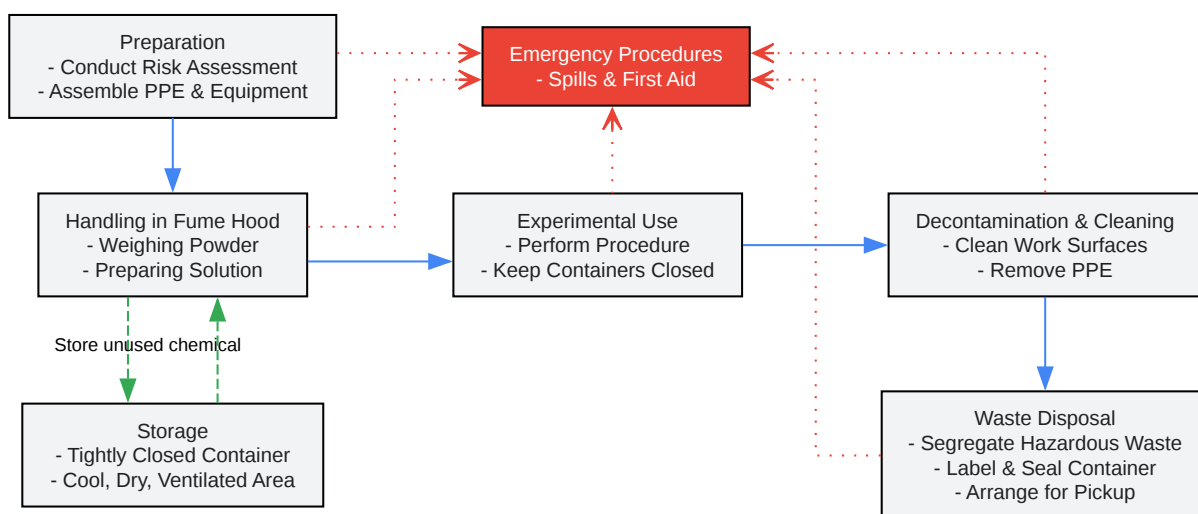 Preparation
- Conduct Risk Assessment
- Assemble PPE & Equipment
Emergency Procedures
- Spills & First Aid
Handling in Fume Hood
- Weighing Powder
- Preparing Solution
Experimental Use
- Perform Procedure
- Keep Containers Closed
Decontamination & Cleaning
- Clean Work Surfaces
- Remove PPE
Store unused chemical
Storage
- Tightly Closed Container
- Cool, Dry, Ventilated Area
Waste Disposal
- Segregate Hazardous Waste
- Label & Seal Container
- Arrange for Pickup